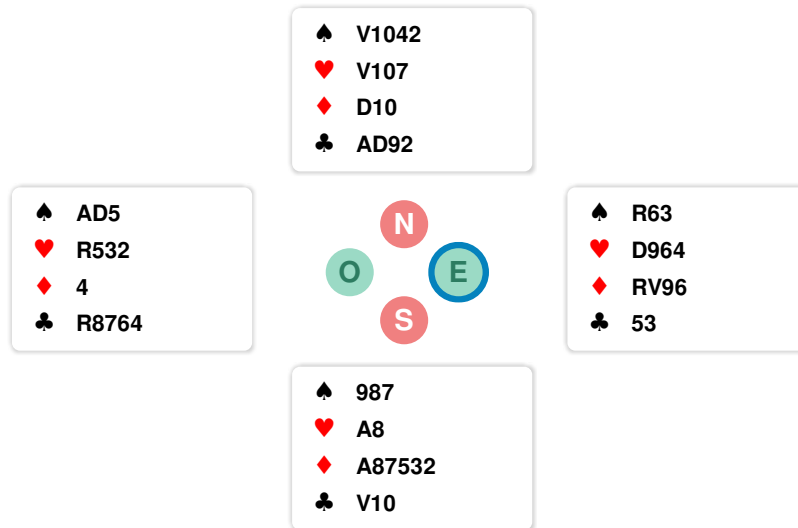 ♠ V1042
♥ V107
♦ D10
♣ AD92
♠ AD5
♥ R532
♦ 4
♣ R8764
N
O
E
S
♠ R63
♥ D964
♦ RV96
♣ 53
♠ 987
♥ A8
♦ A87532
♣ V10